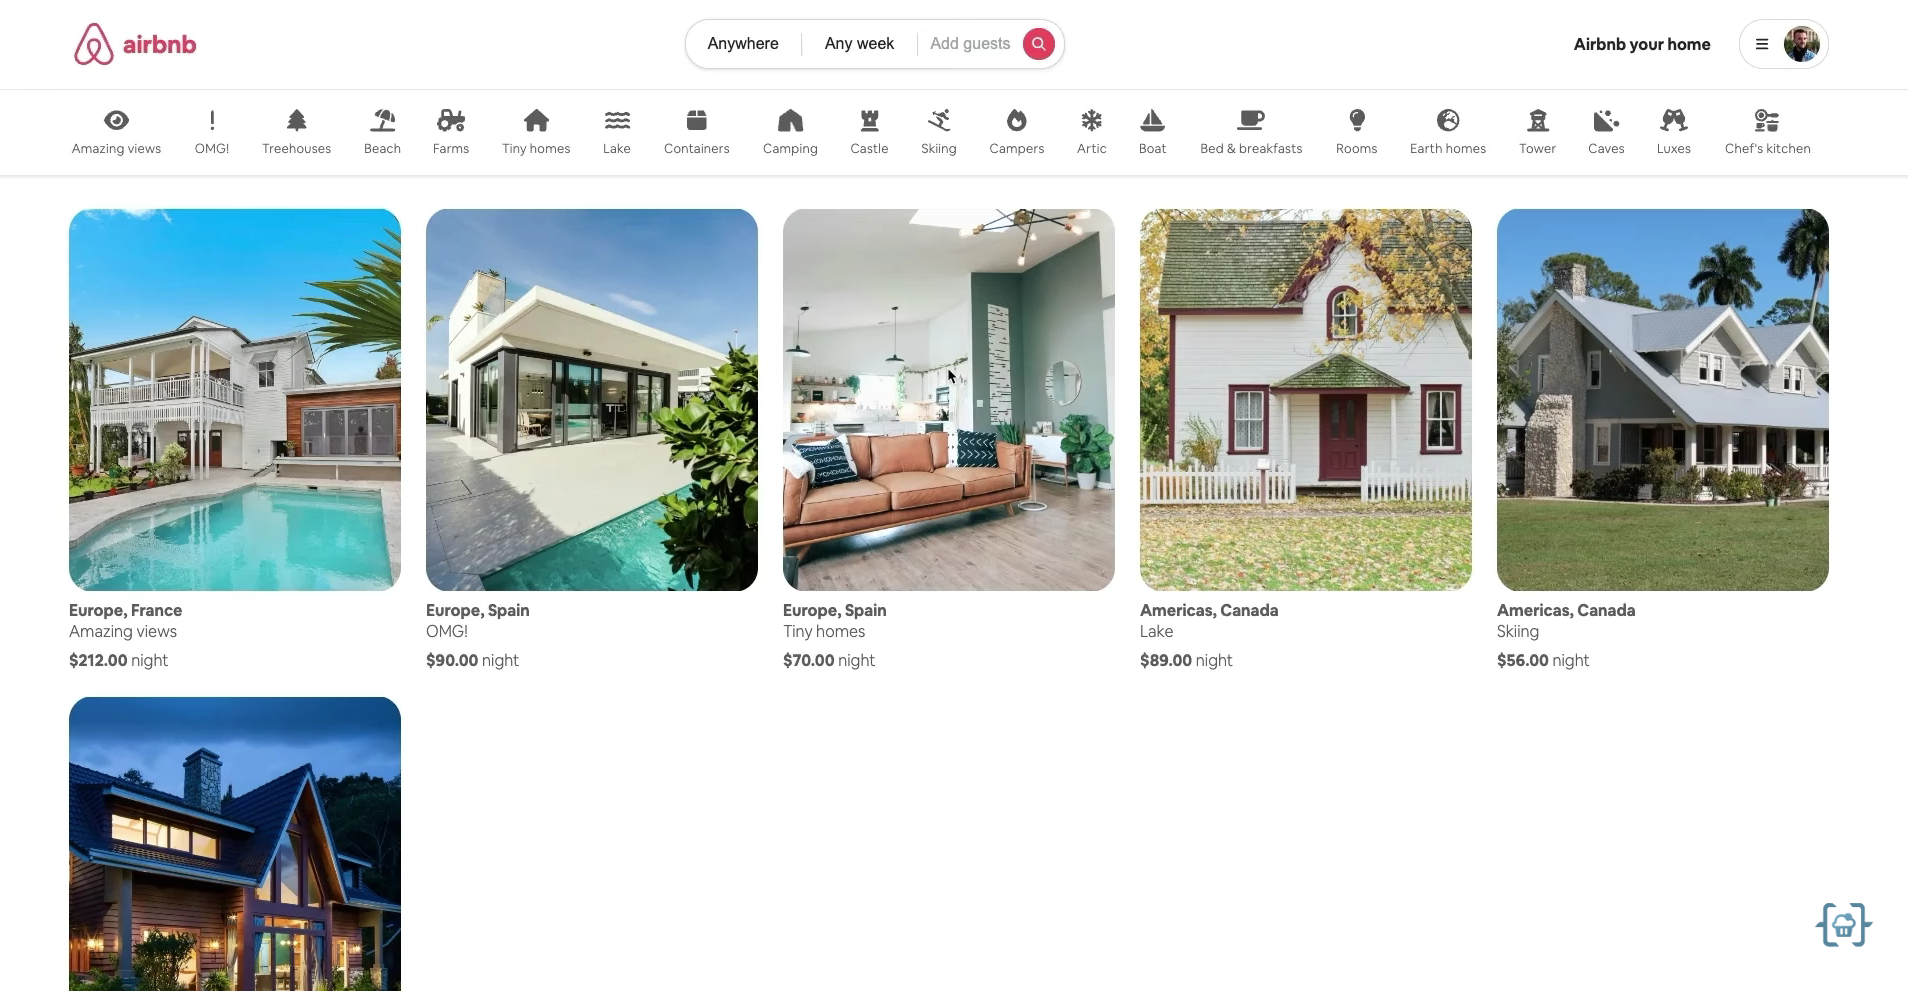 airbnb
Anywhere Any week Add guests
Airbnb your home
Amazing views OMG! Treehouses Beach Farms Tiny homes Lake Containers Camping Castle Skiing Campers Artic Boat Bed & breakfasts Rooms Earth homes Tower Caves Luxes Chef's kitchen
Europe, France
Amazing views
$212.00 night
Europe, Spain
OMG!
$90.00 night
Europe, Spain
Tiny homes
$70.00 night
Americas, Canada
Lake
$89.00 night
Americas, Canada
Skiing
$56.00 night